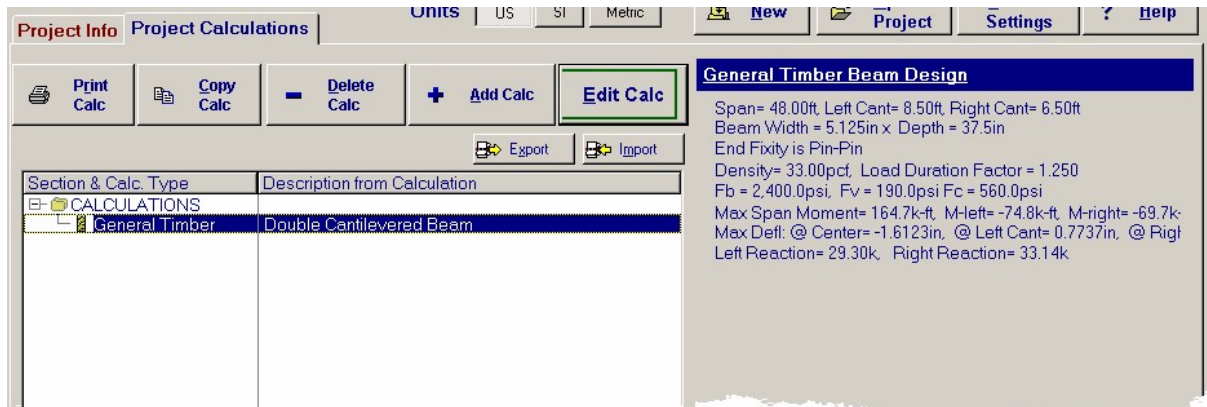 Units US SI Metric
New
Project
Settings
? Help
Project Info Project Calculations
Print Calc
Copy Calc
Delete Calc
Add Calc
Edit Calc
Export Import
Section & Calc. Type Description from Calculation
CALCULATIONS
General Timber Double Cantilevered Beam
General Timber Beam Design
Span= 48.00ft, Left Cant= 8.50ft, Right Cant= 6.50ft
Beam Width = 5.125in x Depth = 37.5in
End Fixity is Pin-Pin
Density= 33.00pcf, Load Duration Factor = 1.250
Fb = 2,400.0psi, Fv = 190.0psi Fc = 560.0psi
Max Span Moment= 164.7k-ft, M-left= -74.8k-ft, M-right= -69.7k-
Max Defl: @ Center= -1.6123in, @ Left Cant= 0.7737in, @ Righ
Left Reaction= 29.30k, Right Reaction= 33.14k